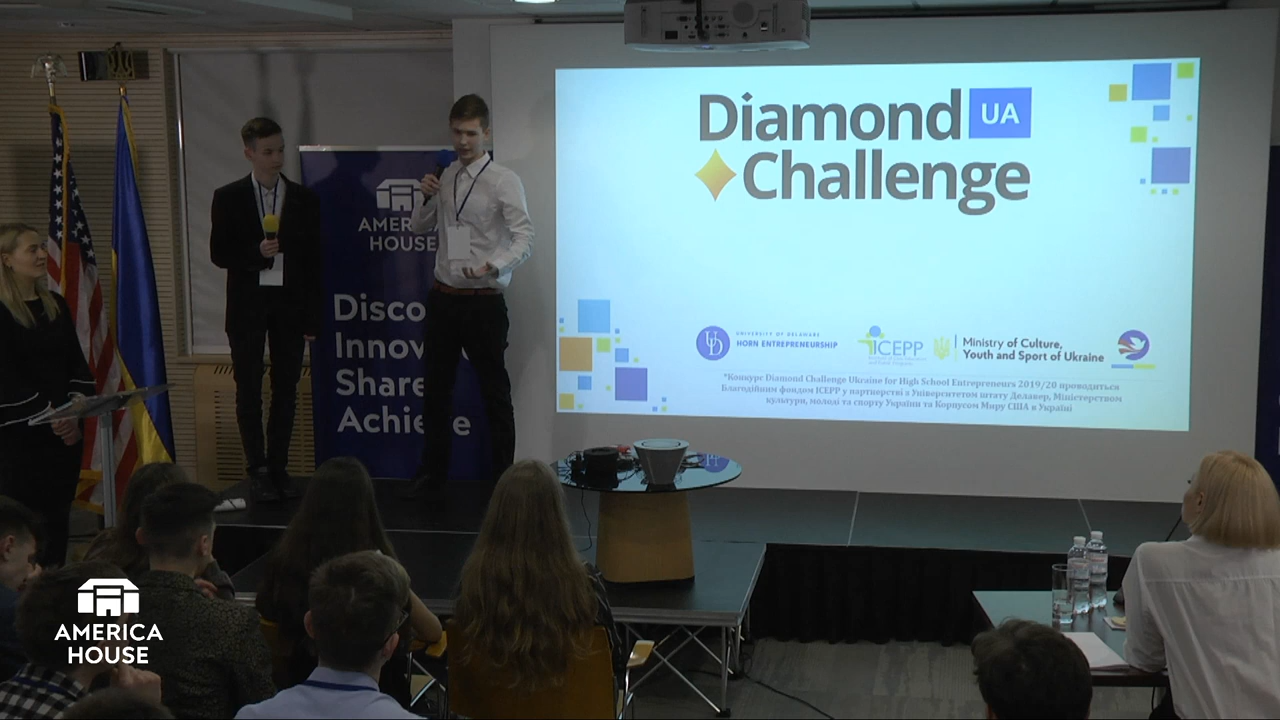 Diamond UA
Challenge
AMERI
HOUSE
Disco
Innov e
Share
Achie e
UNIVERSITY OF DELAWARE
HORN ENTREPRENEURSHIP
ICEPP
Ministry of Culture,
Youth and Sport of Ukraine
*Конкурс Diamond Challenge Ukraine for High School Entrepreneurs 2019/20 проводиться
Благодійним фондом ICEPP у партнерстві з Університетом штату Делавер, Міністерством
культури, молоді та спорту України та Корпусом Миру США в Україні
AMERICA
HOUSE